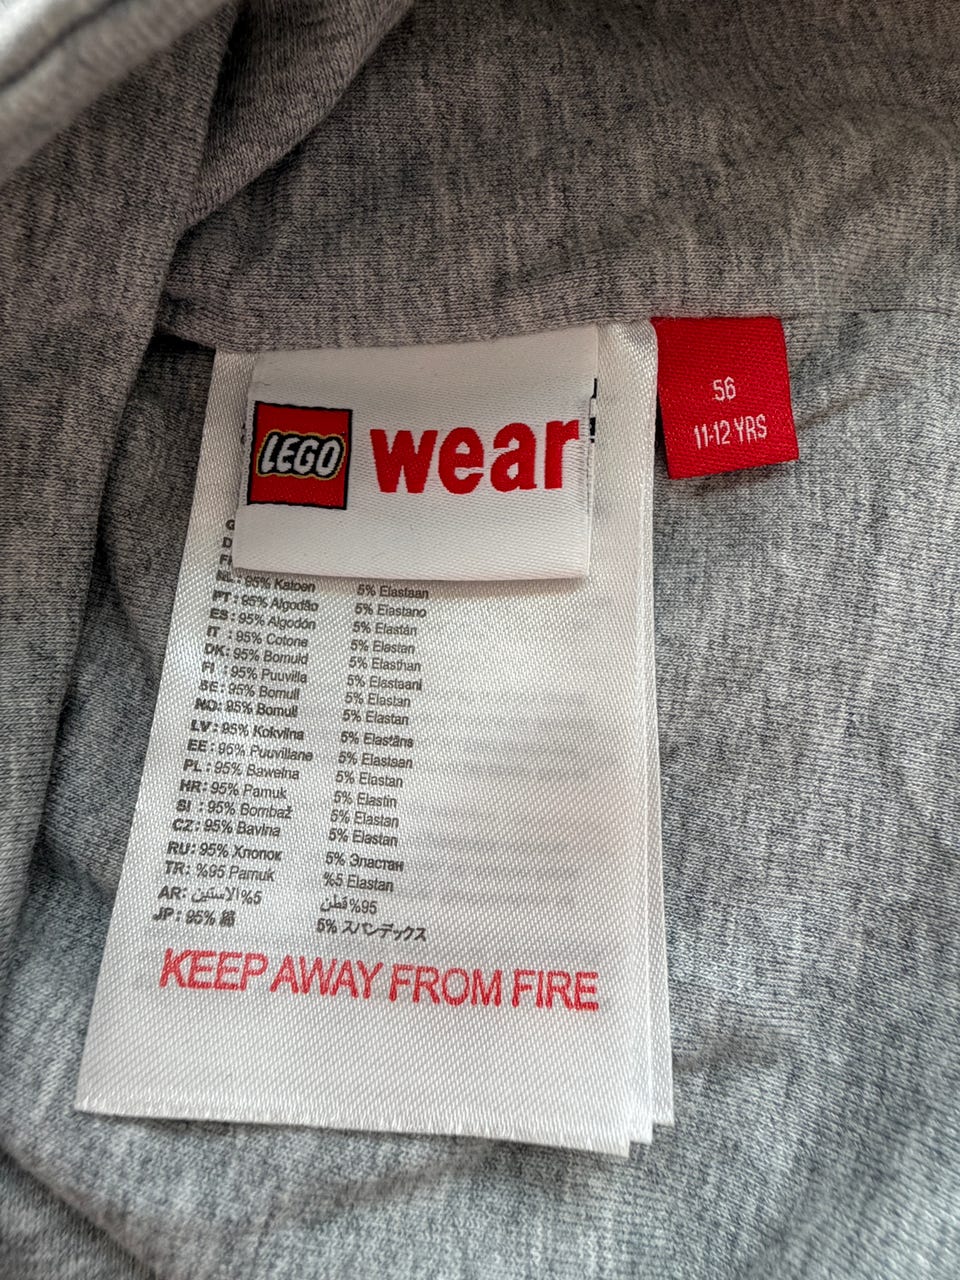 LEGO wear
56
11-12 YRS
NL: 95% Katoen 5% Elastaan
PT: 95% Algodão 5% Elastano
ES: 95% Algodón 5% Elastán
IT : 95% Cotone 5% Elastan
DK: 95% Bomuld 5% Elasthan
FI : 95% Puuvilla 5% Elastaani
SE: 95% Bomull 5% Elastan
NO: 95% Bomull 5% Elastan
LV: 95% Kokvilna 5% Elastāns
EE: 95% Puuvillane 5% Elastaan
PL: 95% Bawełna 5% Elastan
HR: 95% Pamuk 5% Elastin
SI : 95% Bombaž 5% Elastan
CZ: 95% Bavlna 5% Elastan
RU: 95% Хлопок 5% Эластан
TR: %95 Pamuk %5 Elastan
AR: الاستين %5 قطن %95
JP: 95% 綿 5% スパンデックス
KEEP AWAY FROM FIRE